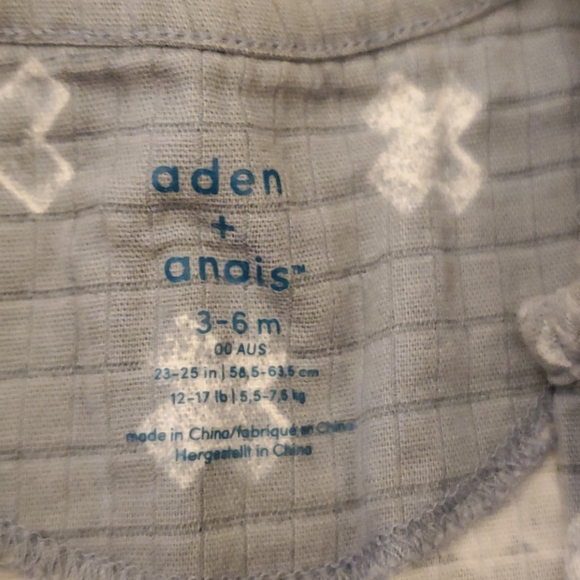 aden
+
anais™
3-6 m
00 AUS
23-25 in | 58,5-63,5 cm
12-17 lb | 5,5-7,5 kg
made in China/fabriqué en Chine
Hergestellt in China